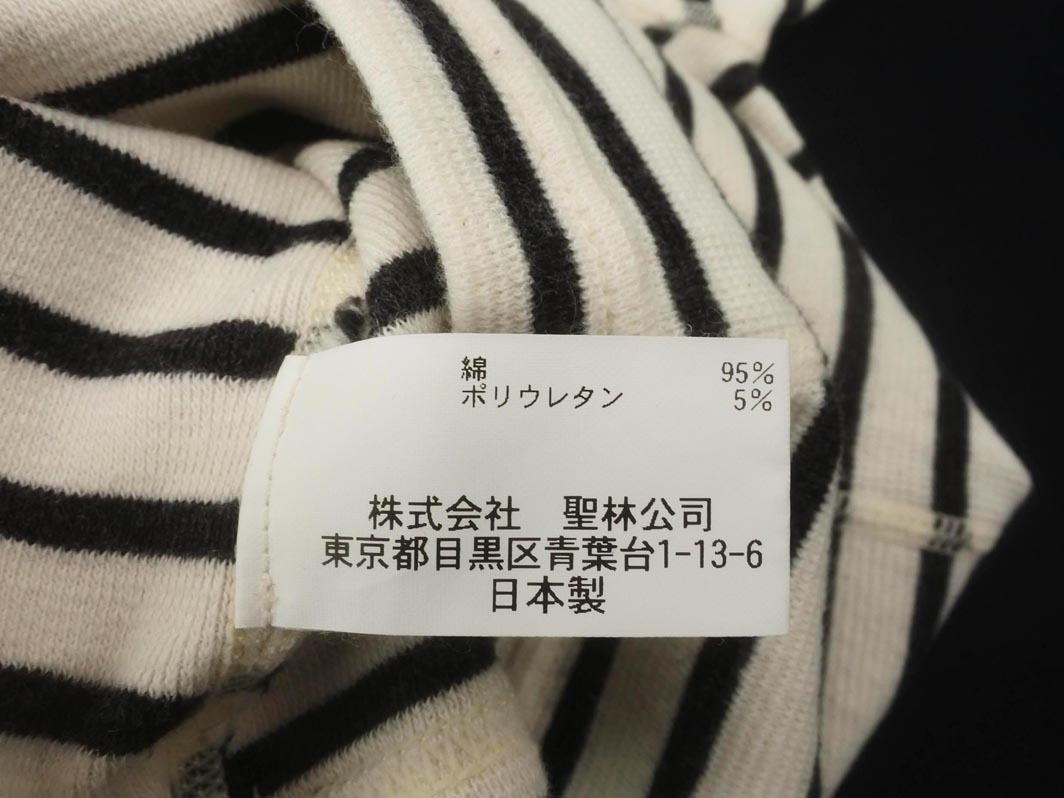 綿 95%
ポリウレタン 5%
株式会社 聖林公司
東京都目黒区青葉台1-13-6
日本製